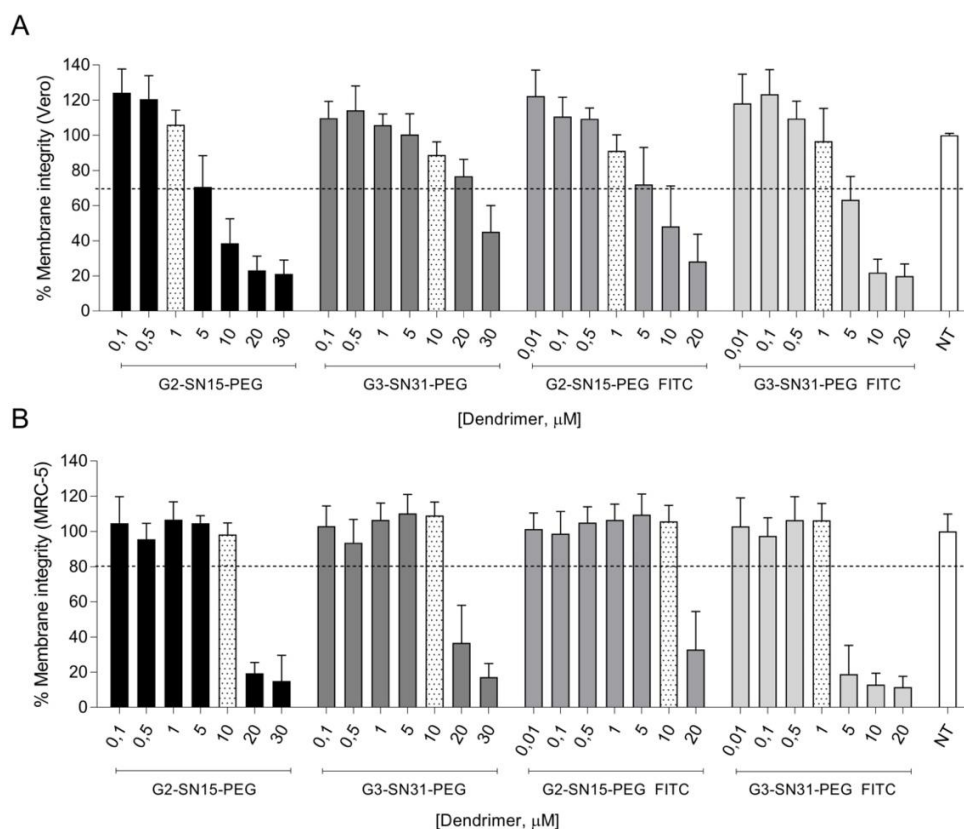 A
% Membrane integrity (Vero)
140
120
100
80
60
40
20
0
0,1 0,5 1 5 10 20 30 0,1 0,5 1 5 10 20 30 0,01 0,1 0,5 1 5 10 20 0,01 0,1 0,5 1 5 10 20 NT
G2-SN15-PEG G3-SN31-PEG G2-SN15-PEG FITC G3-SN31-PEG FITC
[Dendrimer, μM]
B
% Membrane integrity (MRC-5)
140
120
100
80
60
40
20
0
0,1 0,5 1 5 10 20 30 0,1 0,5 1 5 10 20 30 0,01 0,1 0,5 1 5 10 20 0,01 0,1 0,5 1 5 10 20 NT
G2-SN15-PEG G3-SN31-PEG G2-SN15-PEG FITC G3-SN31-PEG FITC
[Dendrimer, μM]